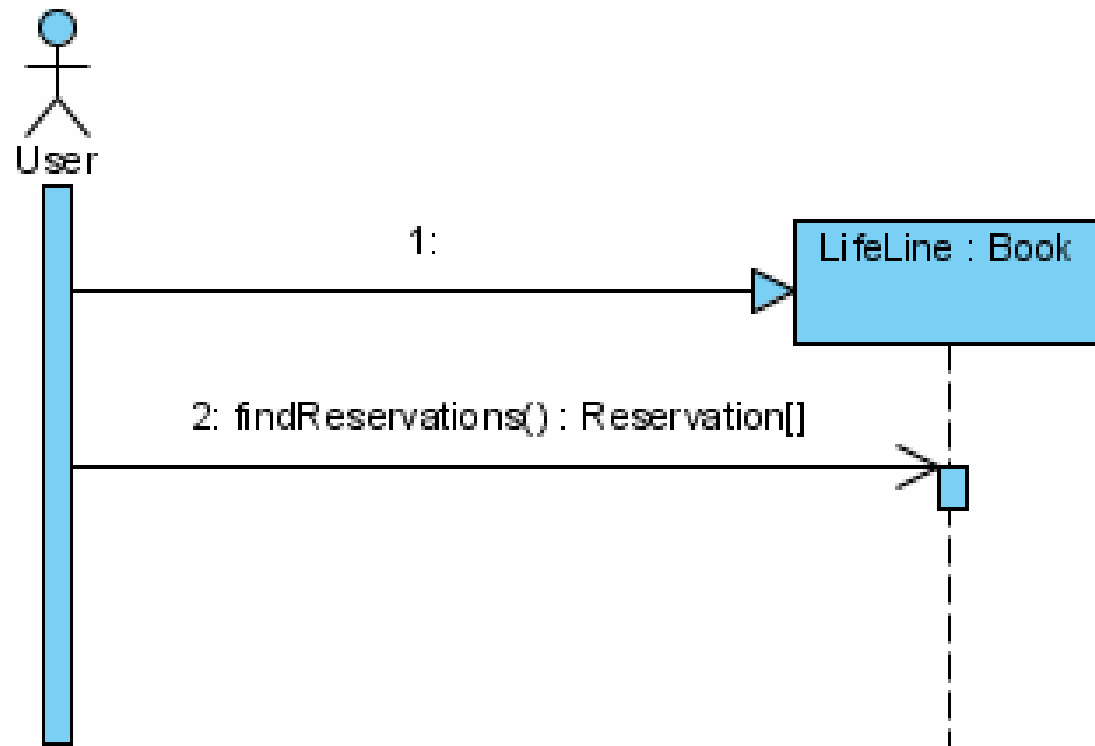 User
1:
LifeLine : Book
2: findReservations() : Reservation[]